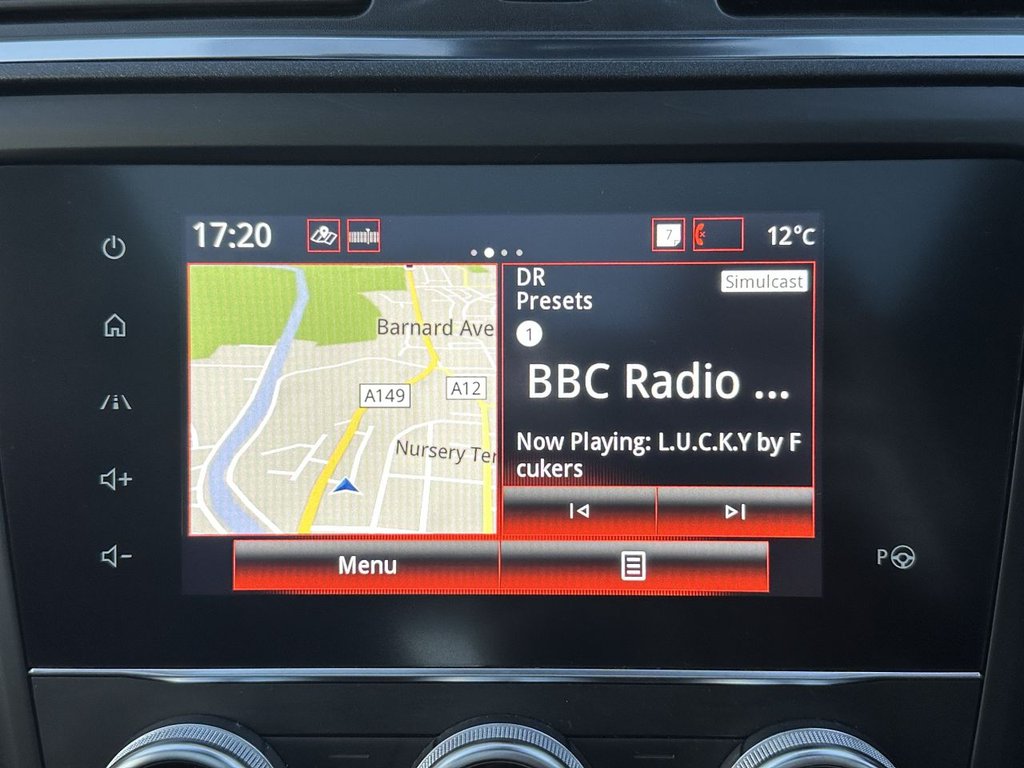 17:20
7
12°C
Barnard Ave
A149
A12
Nursery Ter
DR
Presets
Simulcast
1
BBC Radio ...
Now Playing: L.U.C.K.Y by F
cukers
Menu
P